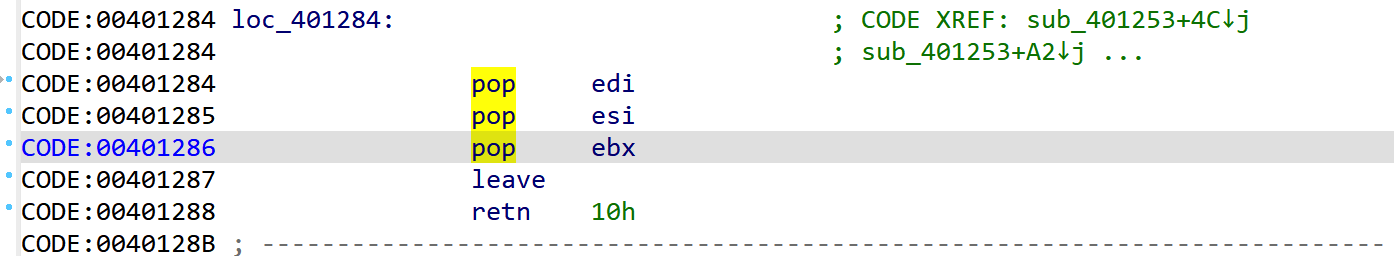 CODE:00401284 loc_401284: ; CODE XREF: sub_401253+4C↓j
CODE:00401284 ; sub_401253+A2↓j ...
CODE:00401284 pop edi
CODE:00401285 pop esi
CODE:00401286 pop ebx
CODE:00401287 leave
CODE:00401288 retn 10h
CODE:0040128B ; ---------------------------------------------------------------------------